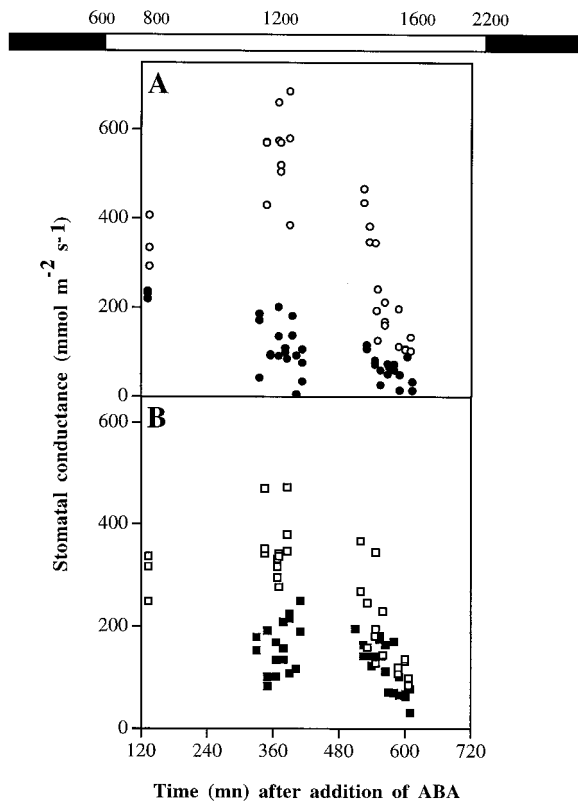 600 800 1200 1600 2200
A
600
400
200
0
B
600
400
200
0
Stomatal conductance (mmol m⁻² s⁻¹)
120 240 360 480 600 720
Time (mn) after addition of ABA